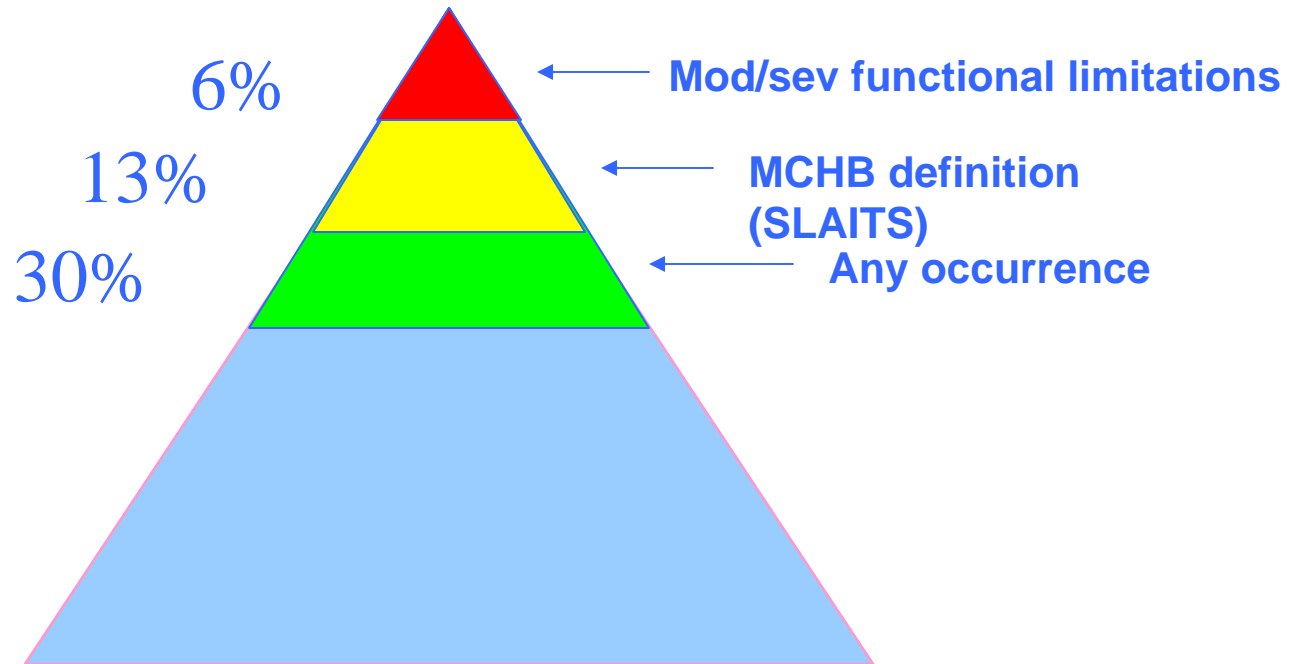 6%
Mod/sev functional limitations
13%
MCHB definition
(SLAITS)
30%
Any occurrence